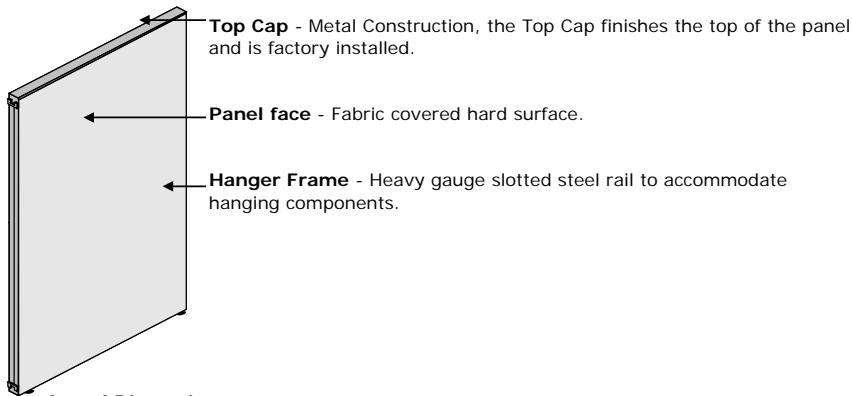 Top Cap - Metal Construction, the Top Cap finishes the top of the panel
and is factory installed.
Panel face - Fabric covered hard surface.
Hanger Frame - Heavy gauge slotted steel rail to accommodate
hanging components.